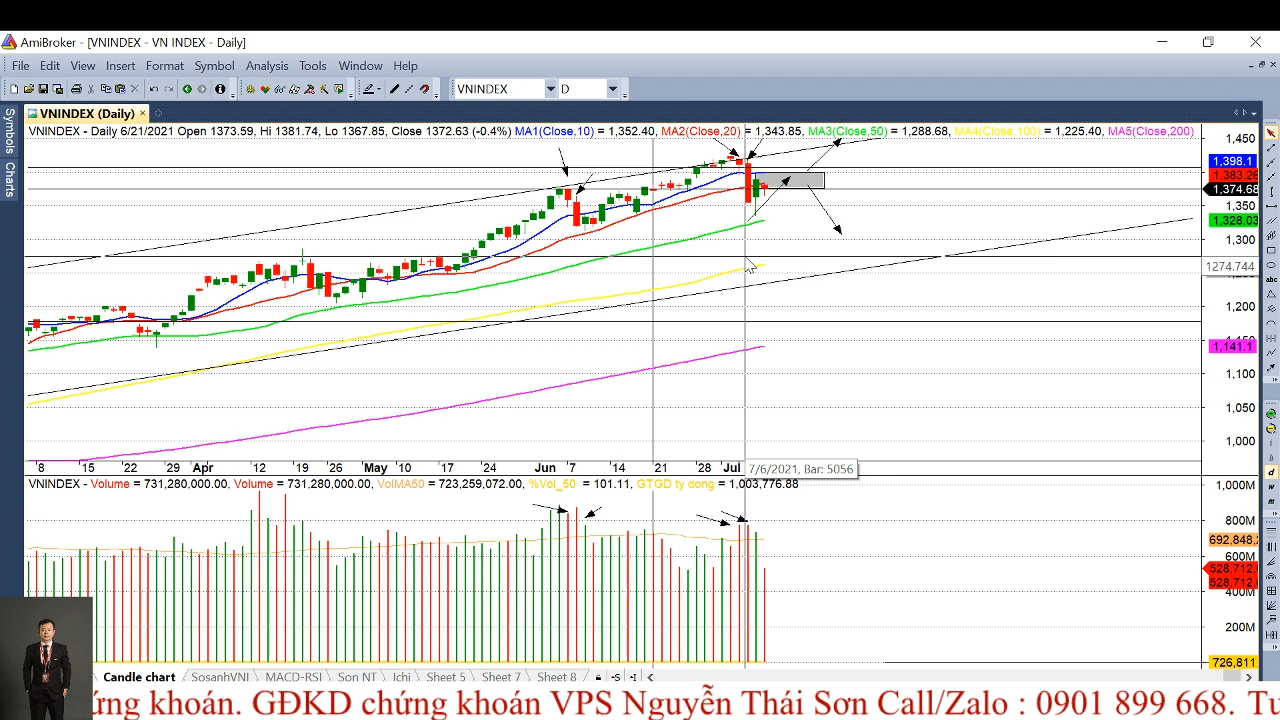 AmiBroker - [VNINDEX - VN INDEX - Daily]
File Edit View Insert Format Symbol Analysis Tools Window Help
VNINDEX D
VNINDEX (Daily)
Symbols
Charts
VNINDEX - Daily 6/21/2021 Open 1373.59, Hi 1381.74, Lo 1367.85, Close 1372.63 (-0.4%) MA1(Close,10) = 1,352.40, MA2(Close,20) = 1,343.85, MA3(Close,50) = 1,288.68, MA4(Close,100) = 1,225.40, MA5(Close,200)
1,450
1,398.1
1,383.26
1,374.68
1,350
1,328.03
1,300
1274.744
1,200
1,141.1
1,100
1,050
1,000
8 15 22 29 Apr 12 19 26 May 10 17 24 Jun 7 14 21 28 Jul
7/6/2021, Bar: 5056
VNINDEX - Volume = 731,280,000.00, Volume = 731,280,000.00, VolMA50 = 723,259,072.00, %Vol_50 = 101.11, GTGD ty dong = 1,003,776.88
1,000M
800M
692,848,
600M
528,712,
528,712,
400M
200M
726,811
Candle chart SosanhVNI MACD-RSI Son NT Ichi Sheet 5 Sheet 7 Sheet 8
ứng khoán. GĐKD chứng khoán VPS Nguyễn Thái Sơn Call/Zalo : 0901 899 668. Tư